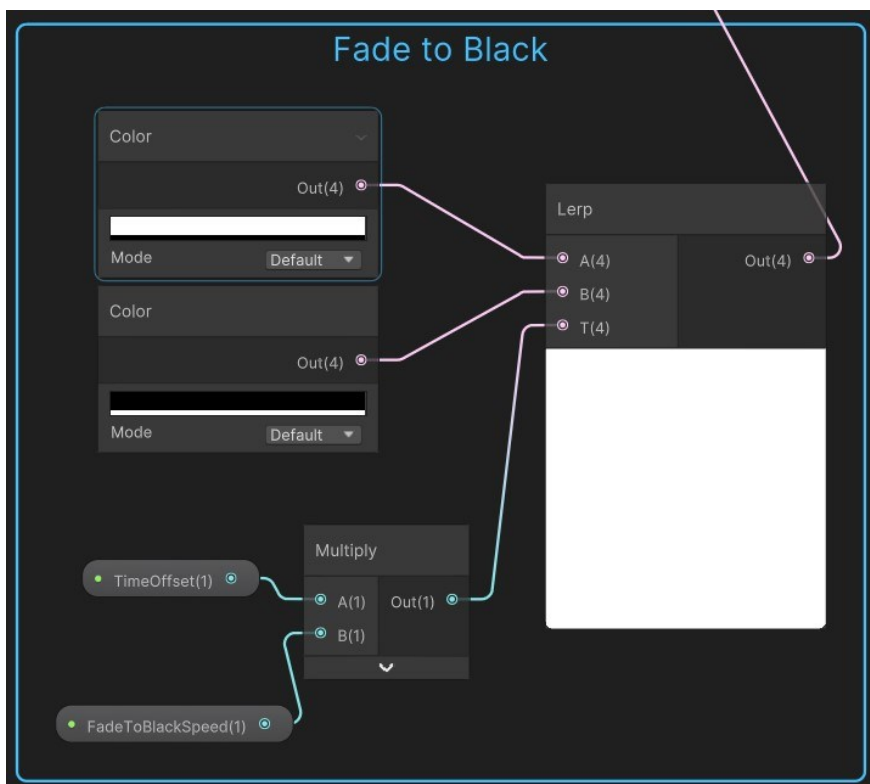 Fade to Black
Color
Out(4)
Mode Default
Color
Out(4)
Mode Default
Lerp
A(4) Out(4)
B(4)
T(4)
Multiply
TimeOffset(1)
A(1) Out(1)
B(1)
FadeToBlackSpeed(1)